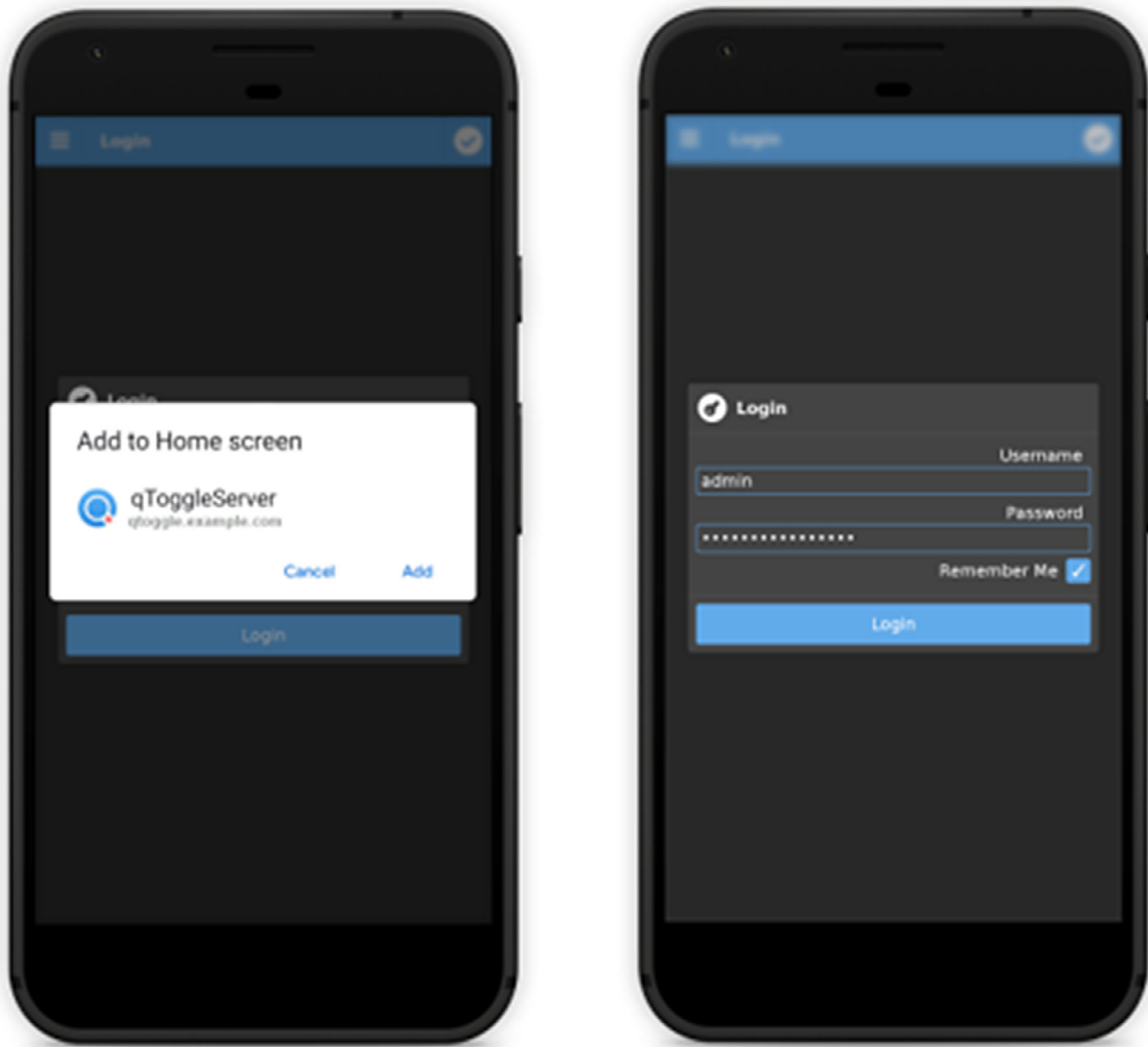 Login
Login
Add to Home screen
qToggleServer
qtoggle.example.com
Cancel Add
Login
Login
Login
Username
admin
Password
Remember Me
Login